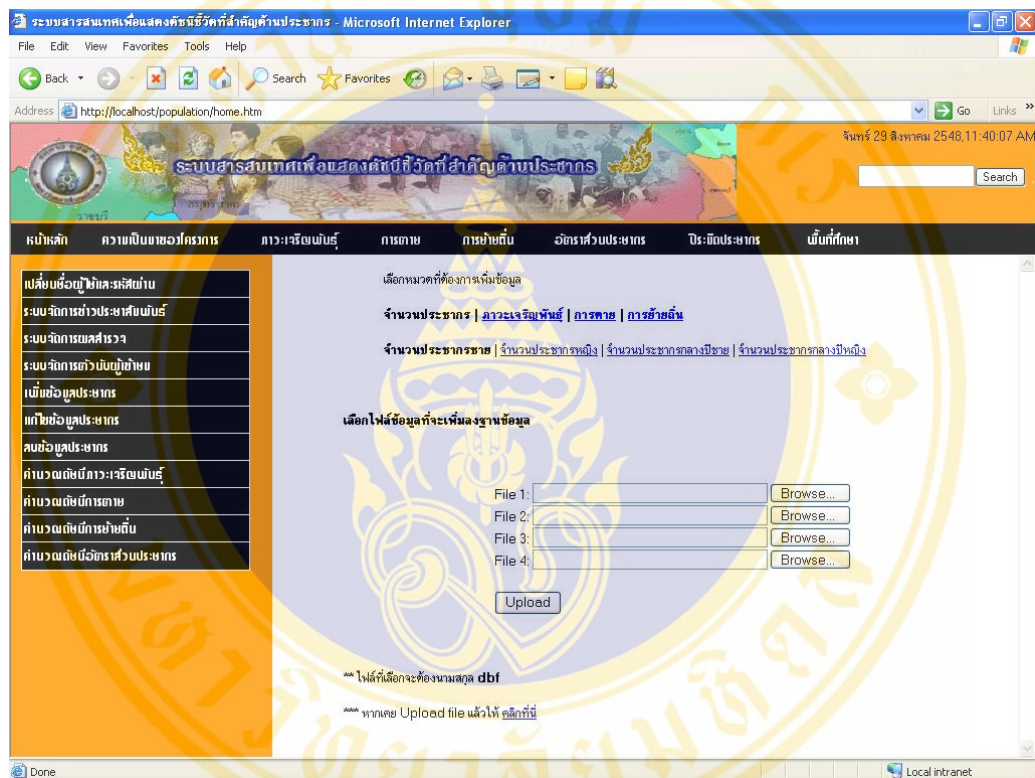 ระบบสารสนเทศเพื่อแสดงดัชนีชี้วัดที่สำคัญด้านประชากร - Microsoft Internet Explorer
File Edit View Favorites Tools Help
Back Search Favorites
Address http://localhost/population/home.htm Go Links »
จันทร์ 29 สิงหาคม 2548,11:40:07 AM
ระบบสารสนเทศเพื่อแสดงดัชนีชี้วัดที่สำคัญด้านประชากร
Search
ราชบุรี
หน้าหลัก ความเป็นมาของโครงการ ภาวะเจริญพันธุ์ การตาย การย้ายถิ่น อัตราส่วนประชากร ปิระมิดประชากร พื้นที่ศึกษา
เปลี่ยนชื่อผู้ใช้และรหัสผ่าน
ระบบจัดการข่าวประชาสัมพันธ์
ระบบจัดการผลสำรวจ
ระบบจัดการตัวนับผู้เข้าชม
เพิ่มข้อมูลประชากร
แก้ไขข้อมูลประชากร
ลบข้อมูลประชากร
คำนวณดัชนีภาวะเจริญพันธุ์
คำนวณดัชนีการตาย
คำนวณดัชนีการย้ายถิ่น
คำนวณดัชนีอัตราส่วนประชากร
เลือกหมวดที่ต้องการเพิ่มข้อมูล
จำนวนประชากร | ภาวะเจริญพันธุ์ | การตาย | การย้ายถิ่น
จำนวนประชากรชาย | จำนวนประชากรหญิง | จำนวนประชากรกลางปีชาย | จำนวนประชากรกลางปีหญิง
เลือกไฟล์ข้อมูลที่จะเพิ่มลงฐานข้อมูล
File 1: Browse...
File 2: Browse...
File 3: Browse...
File 4: Browse...
Upload
** ไฟล์ที่เลือกจะต้องนามสกุล dbf
*** หากเคย Upload file แล้วให้ คลิกที่นี่
Done Local intranet